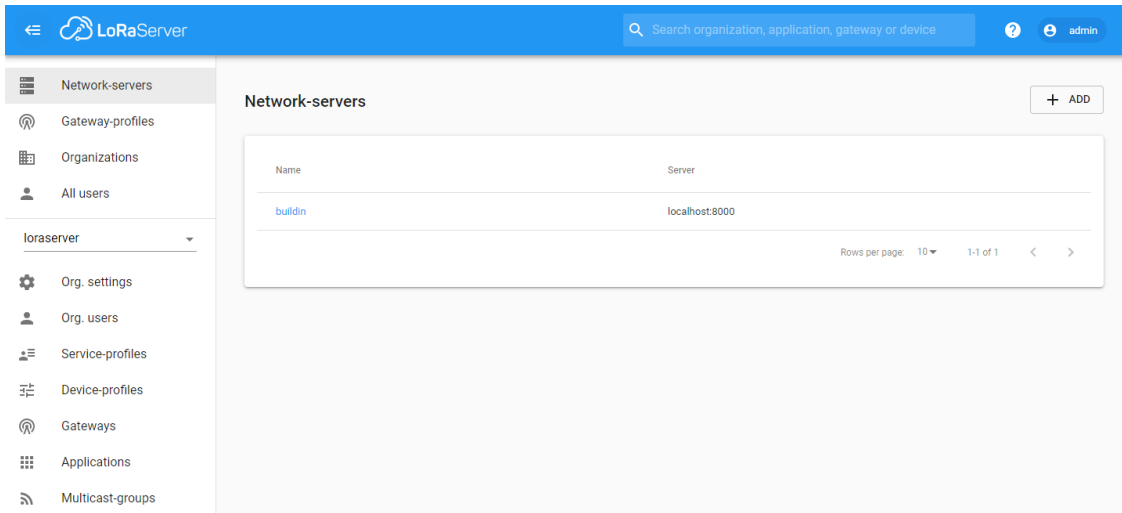 LoRaServer
Search organization, application, gateway or device
?
admin
Network-servers
Gateway-profiles
Organizations
All users
loraserver
Org. settings
Org. users
Service-profiles
Device-profiles
Gateways
Applications
Multicast-groups
Network-servers
+ ADD
Name Server
buildin localhost:8000
Rows per page: 10 1-1 of 1 < >